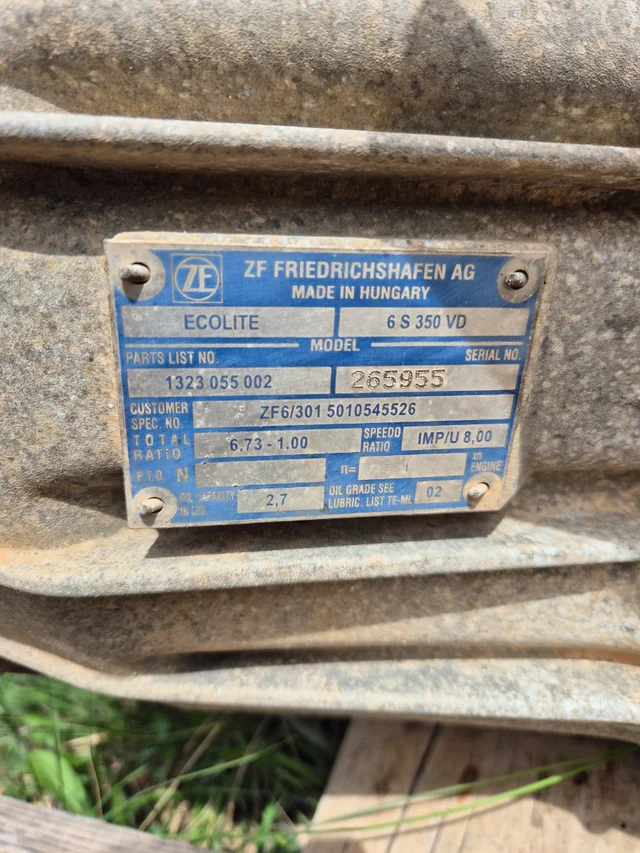 ZF ZF FRIEDRICHSHAFEN AG
MADE IN HUNGARY
ECOLITE 6 S 350 VD
MODEL
PARTS LIST NO. SERIAL NO.
1323 055 002 265955
CUSTOMER SPEC. NO. ZF6/301 5010545526
TOTAL RATIO 6,73 - 1.00 SPEEDO RATIO IMP/U 8,00
P.T.O. N n= in ENGINE
OIL CAPACITY IN LTR. 2,7 OIL GRADE SEE LUBRIC. LIST TE-ML 02